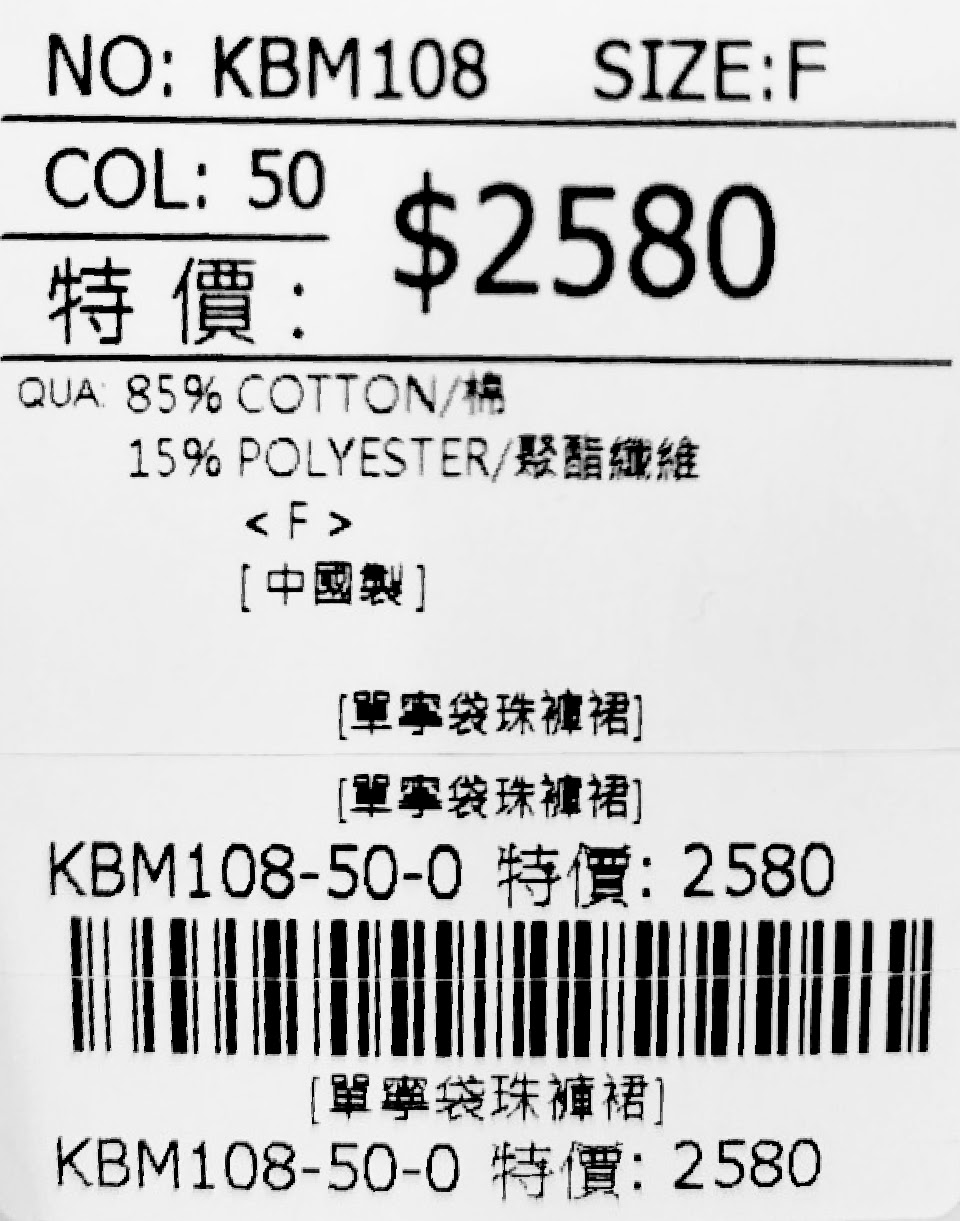 NO: KBM108 SIZE:F
COL: 50
$2580
特價:
QUA: 85% COTTON/棉
15% POLYESTER/聚酯纖維
< F >
[中國製]
[單寧袋珠褲裙]
[單寧袋珠褲裙]
KBM108-50-0 特價: 2580
[單寧袋珠褲裙]
KBM108-50-0 特價: 2580